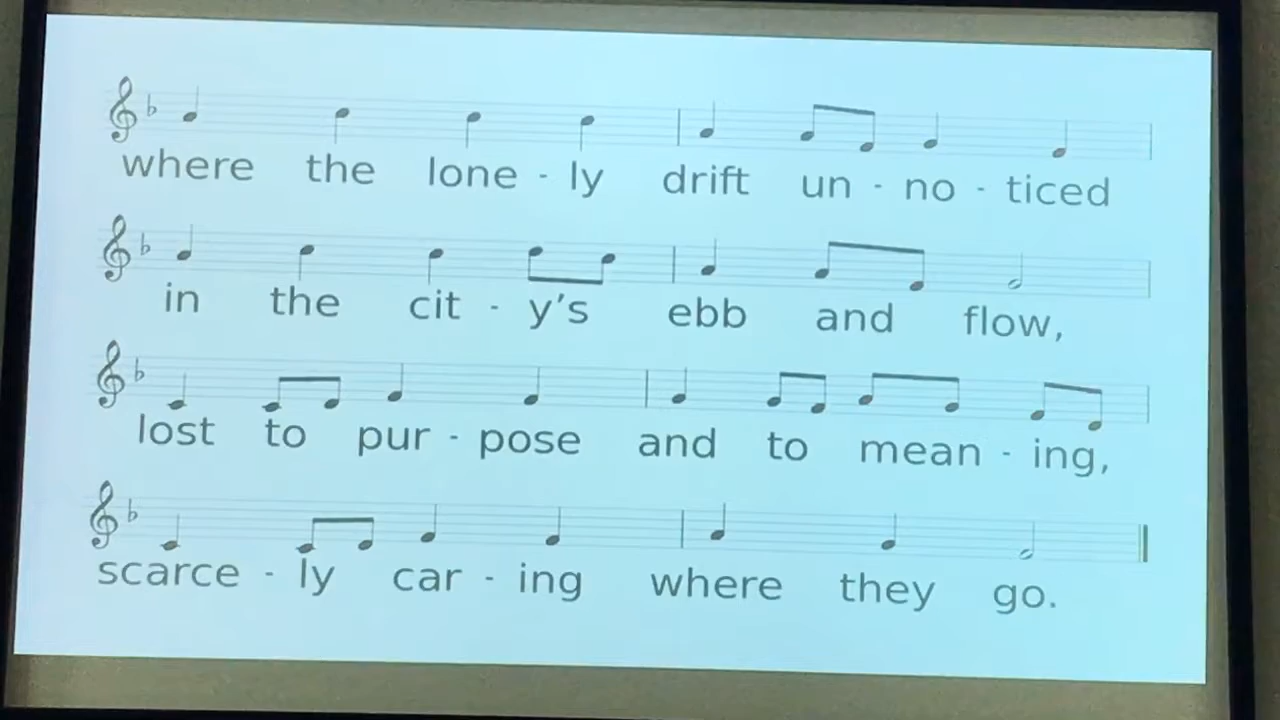 where the lone - ly drift un - no - ticed
in the cit - y's ebb and flow,
lost to pur - pose and to mean - ing,
scarce - ly car - ing where they go.